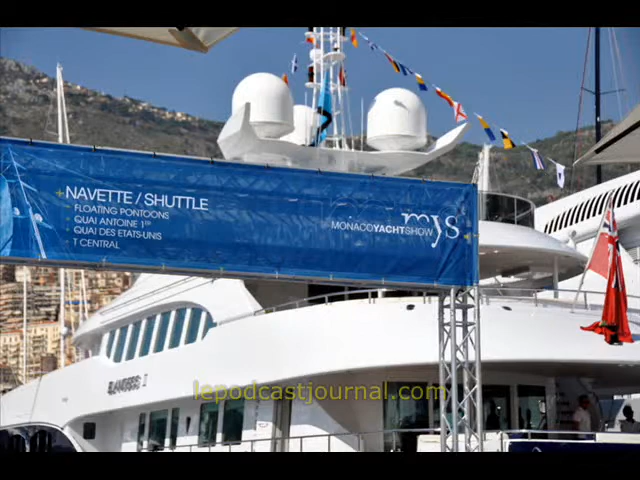 NAVETTE / SHUTTLE
FLOATING PONTOONS
QUAI ANTOINE 1ER
QUAI DES ETATS-UNIS
T CENTRAL
mys
MONACOYACHTSHOW
lepodcastjournal.com